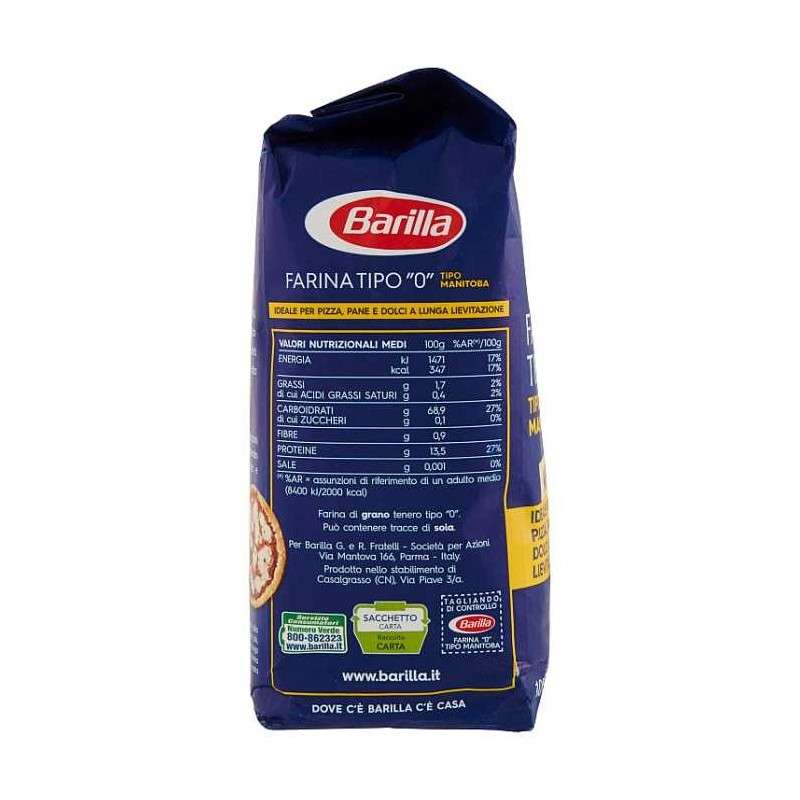 Barilla
FARINA TIPO "0" TIPO MANITOBA
IDEALE PER PIZZA, PANE E DOLCI A LUNGA LIEVITAZIONE
VALORI NUTRIZIONALI MEDI 100g %AR(*)/100g
ENERGIA kJ 1471 17%
kcal 347 17%
GRASSI g 1,7 2%
di cui ACIDI GRASSI SATURI g 0,4 2%
CARBOIDRATI g 68,9 27%
di cui ZUCCHERI g 0,1 0%
FIBRE g 0,9
PROTEINE g 13,5 27%
SALE g 0,001 0%
(*) %AR = assunzioni di riferimento di un adulto medio
(8400 kJ/2000 kcal)
Farina di grano tenero tipo "0".
Può contenere tracce di soia.
Per Barilla G. e R. Fratelli - Società per Azioni
Via Mantova 166, Parma - Italy.
Prodotto nello stabilimento di
Casalgrasso (CN), Via Piave 3/a.
Servizio
Consumatori
Numero Verde
800-862323
www.barilla.it
SACCHETTO
CARTA
Raccolta
CARTA
TAGLIANDO
DI CONTROLLO
Barilla
FARINA "0"
TIPO MANITOBA
www.barilla.it
DOVE C'È BARILLA C'È CASA